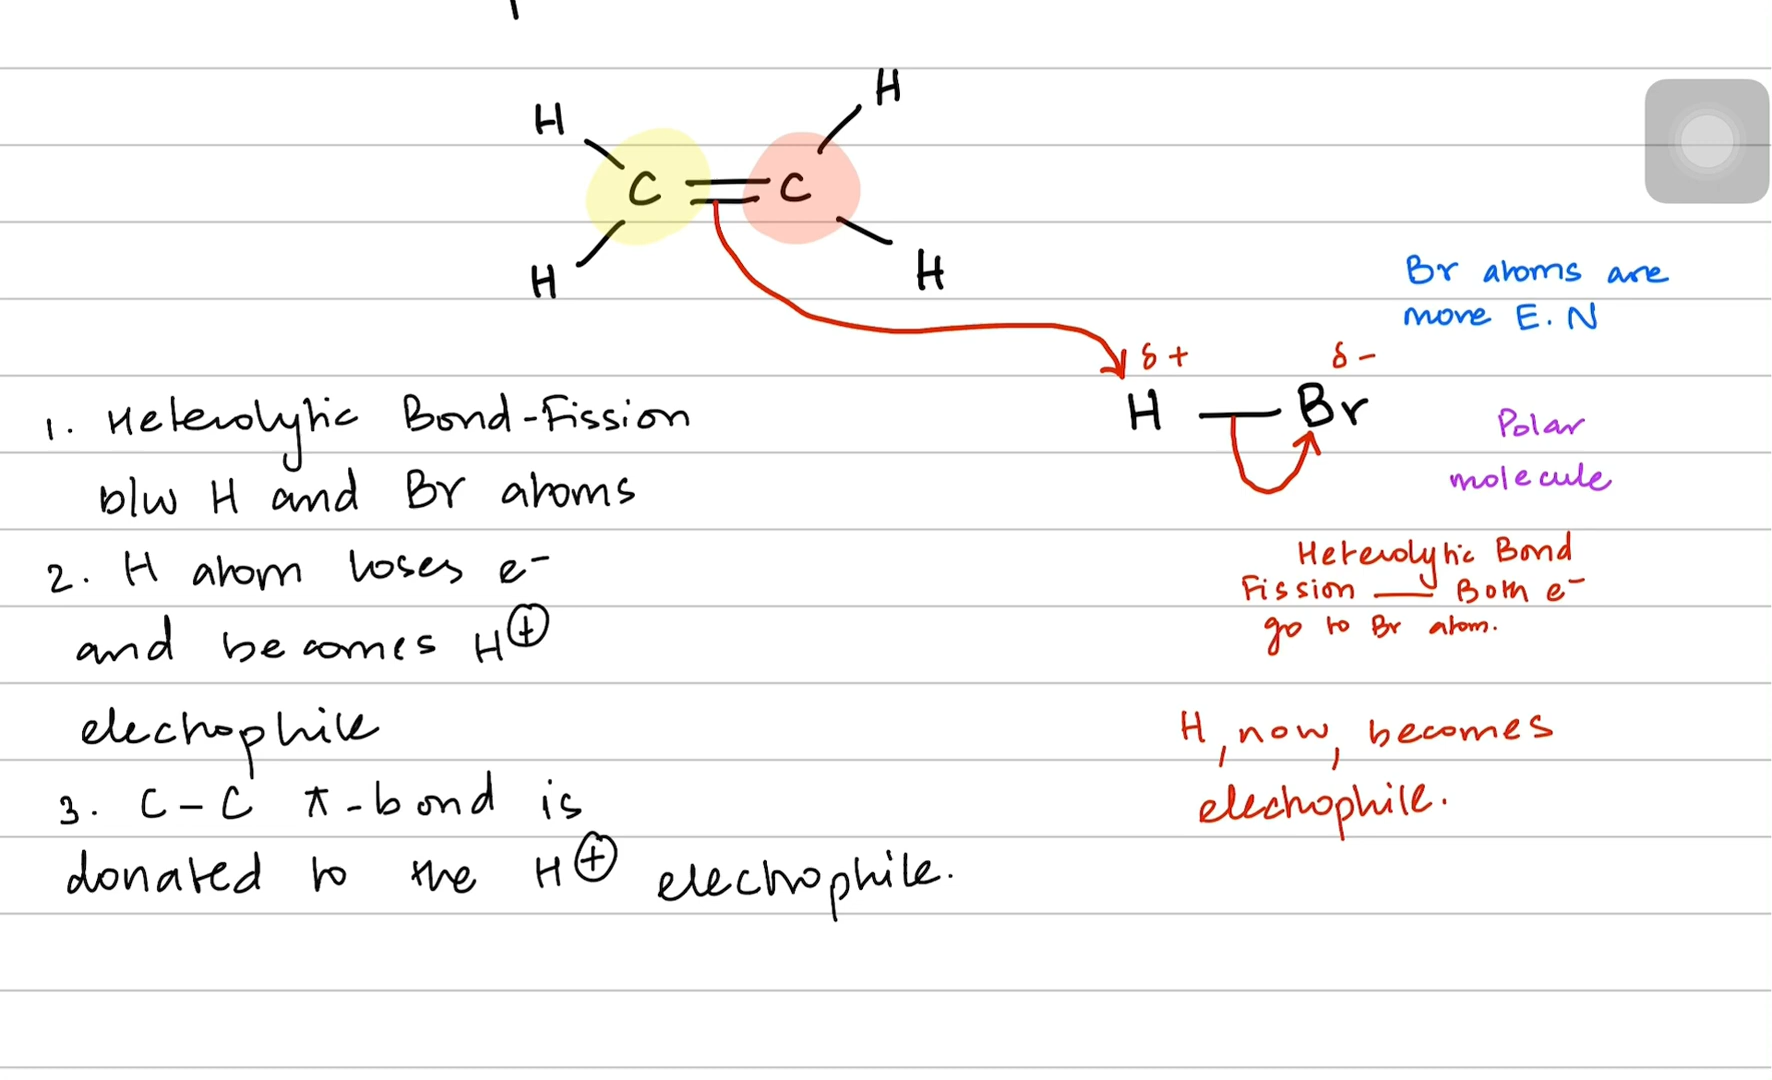 H
H
C = C
H
H
Br atoms are
more E.N
δ+ δ-
H — Br
Polar
molecule
1. Heterolytic Bond-Fission
b/w H and Br atoms
2. H atom loses e-
and becomes H⊕
electrophile
3. C-C π-bond is
donated to the H⊕ electrophile.
Heterolytic Bond
Fission — Both e-
go to Br atom.
H, now, becomes
electrophile.